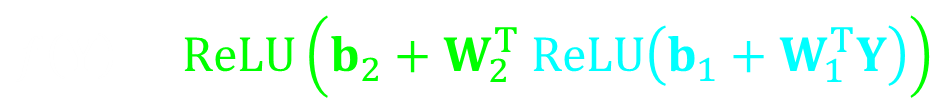 ReLU(b₂ + W₂ᵀ ReLU(b₁ + W₁ᵀY))